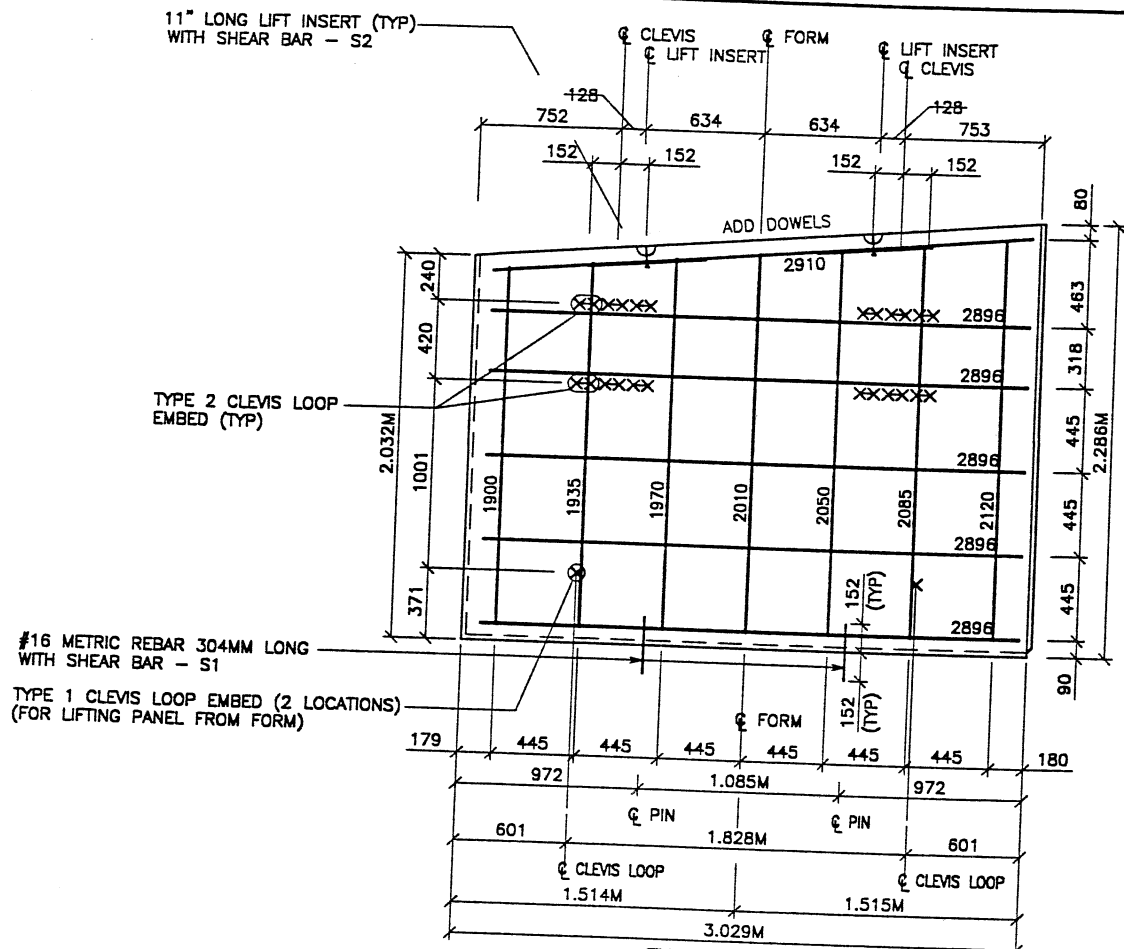 11" LONG LIFT INSERT (TYP)
WITH SHEAR BAR - S2
℄ CLEVIS
℄ LIFT INSERT
℄ FORM
℄ LIFT INSERT
℄ CLEVIS
128
128
752
634
634
753
152
152
152
152
80
ADD DOWELS
240
2910
463
2896
420
318
2896
TYPE 2 CLEVIS LOOP
EMBED (TYP)
2.032M
445
2.286M
2896
1001
1900
1935
1970
2010
2050
2085
2120
445
2896
371
152
(TYP)
445
2896
#16 METRIC REBAR 304MM LONG
WITH SHEAR BAR - S1
90
TYPE 1 CLEVIS LOOP EMBED (2 LOCATIONS)
(FOR LIFTING PANEL FROM FORM)
152
(TYP)
℄ FORM
179
445
445
445
445
445
445
180
972
1.085M
972
℄ PIN
℄ PIN
601
1.828M
601
℄ CLEVIS LOOP
℄ CLEVIS LOOP
1.514M
1.515M
3.029M